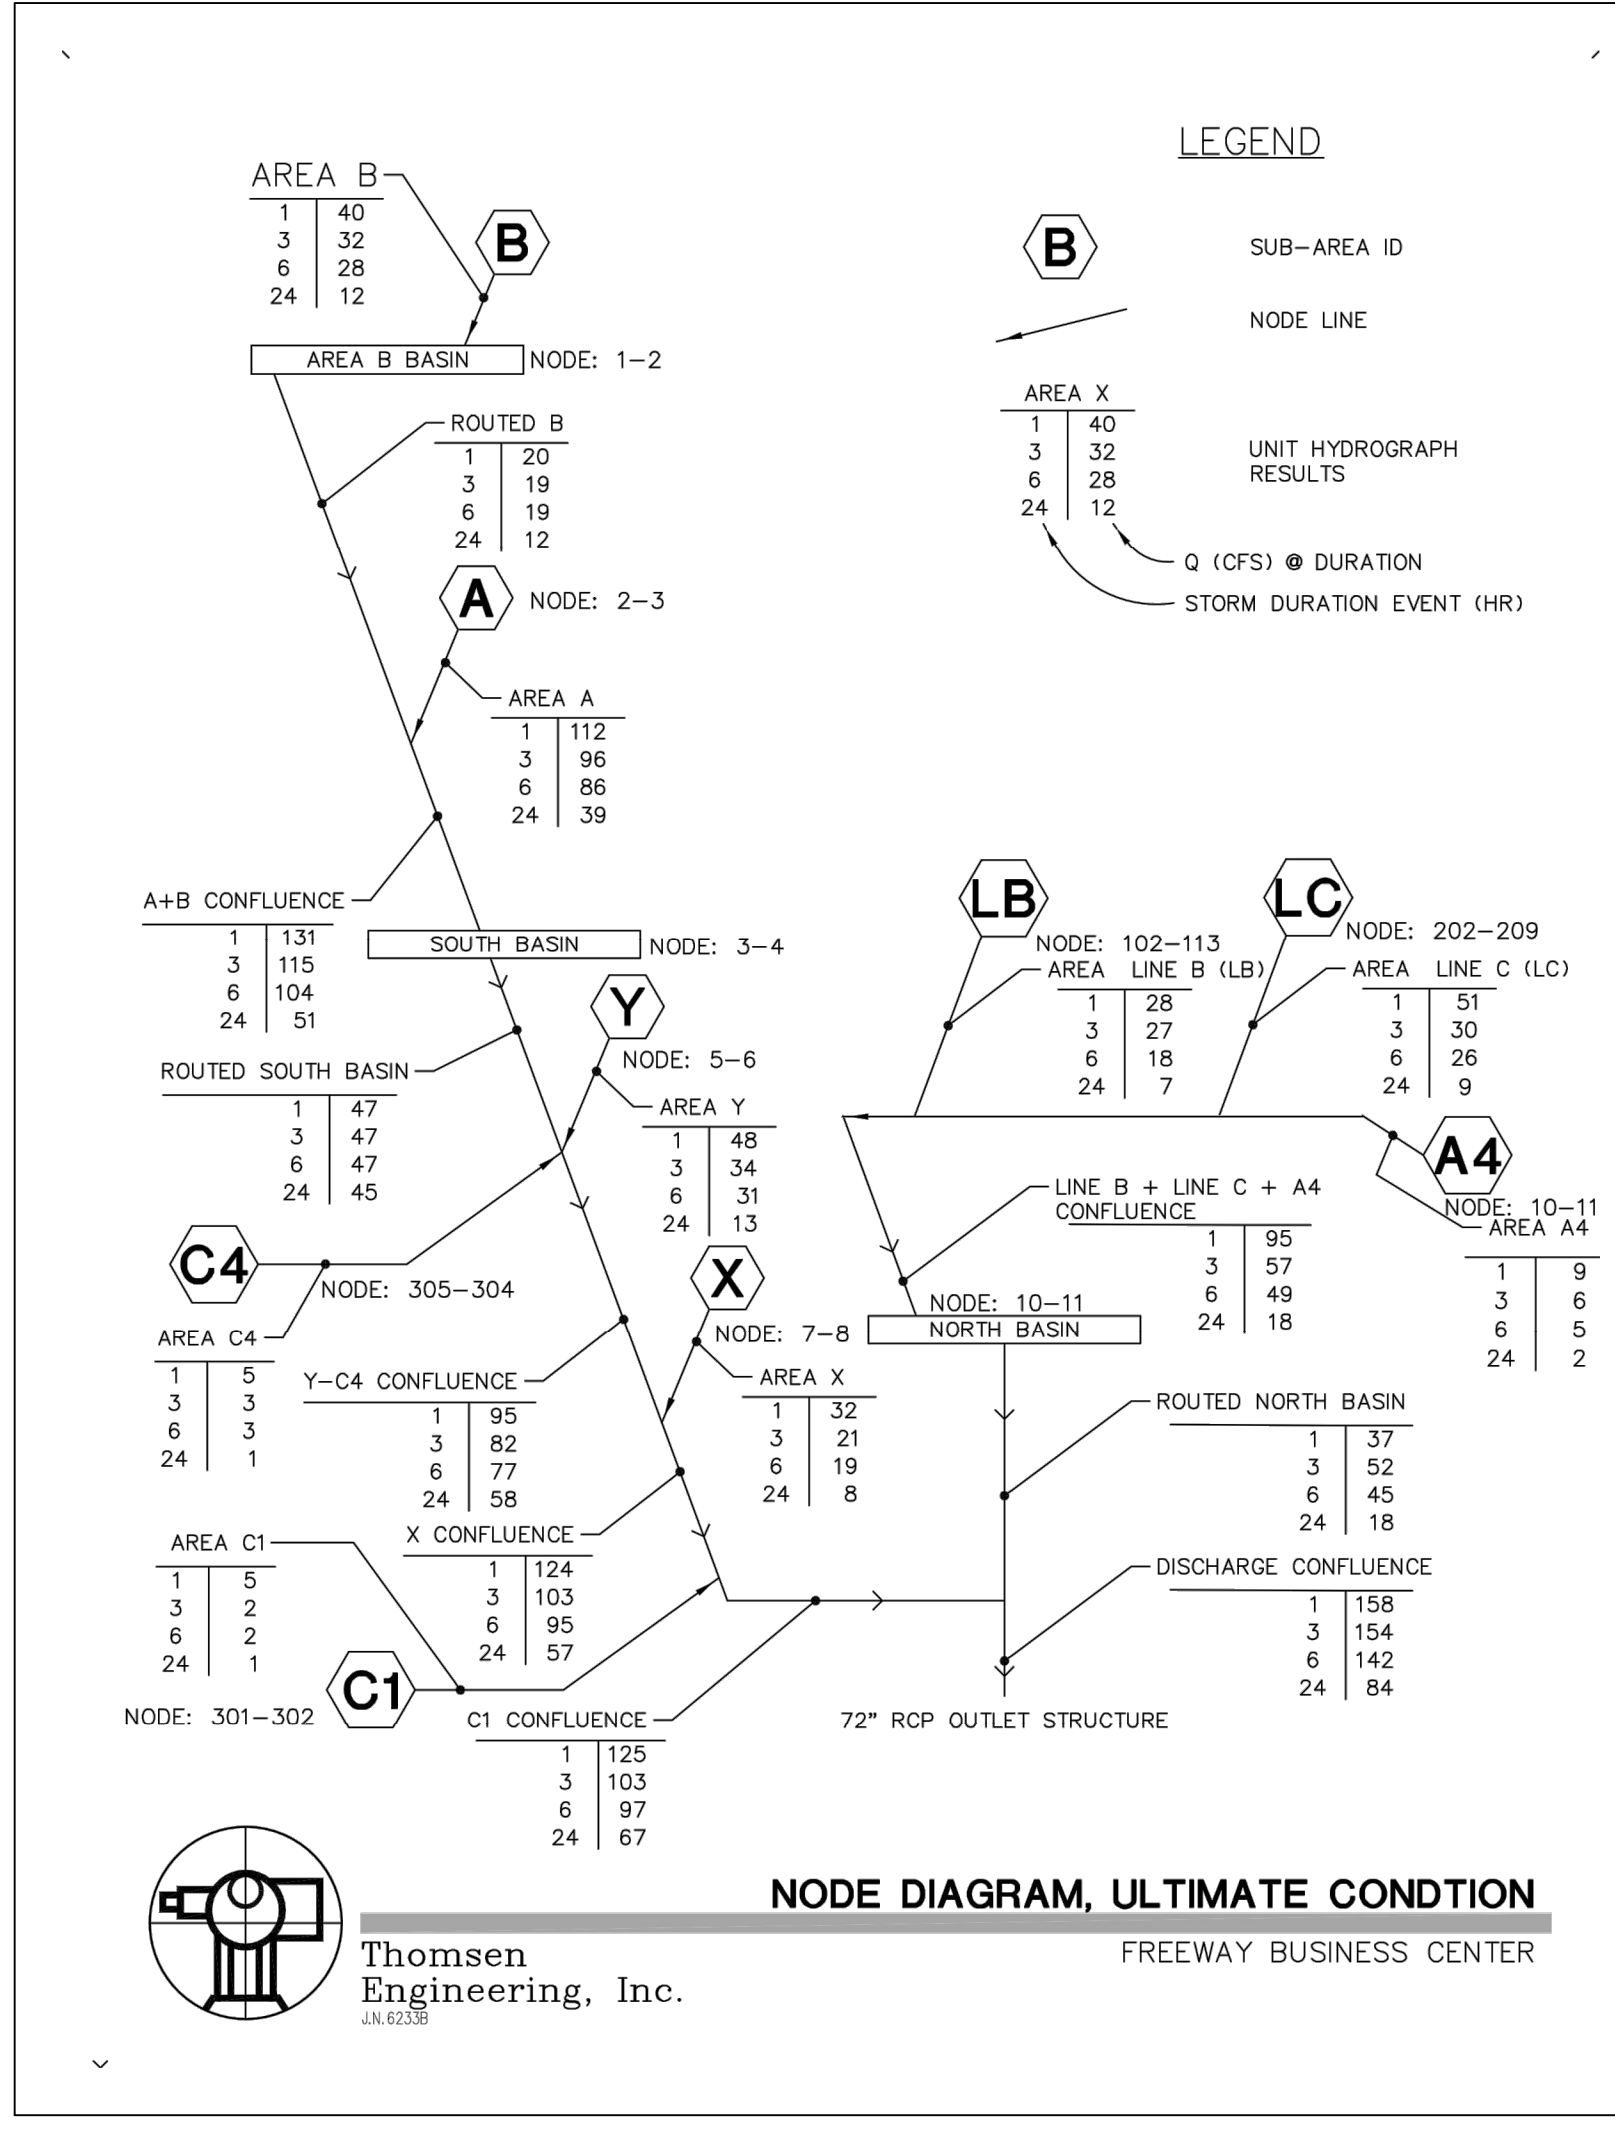 LEGEND
B
SUB-AREA ID
NODE LINE
AREA X
1 40
3 32
6 28
24 12
UNIT HYDROGRAPH
RESULTS
Q (CFS) @ DURATION
STORM DURATION EVENT (HR)
AREA B
1 40
3 32
6 28
24 12
B
AREA B BASIN
NODE: 1-2
ROUTED B
1 20
3 19
6 19
24 12
A
NODE: 2-3
AREA A
1 112
3 96
6 86
24 39
A+B CONFLUENCE
1 131
3 115
6 104
24 51
SOUTH BASIN
NODE: 3-4
ROUTED SOUTH BASIN
1 47
3 47
6 47
24 45
Y
NODE: 5-6
AREA Y
1 48
3 34
6 31
24 13
C4
NODE: 305-304
AREA C4
1 5
3 3
6 3
24 1
Y-C4 CONFLUENCE
1 95
3 82
6 77
24 58
X
NODE: 7-8
AREA X
1 32
3 21
6 19
24 8
X CONFLUENCE
1 124
3 103
6 95
24 57
AREA C1
1 5
3 2
6 2
24 1
C1
NODE: 301-302
C1 CONFLUENCE
1 125
3 103
6 97
24 67
LB
NODE: 102-113
AREA LINE B (LB)
1 28
3 27
6 18
24 7
LC
NODE: 202-209
AREA LINE C (LC)
1 51
3 30
6 26
24 9
A4
NODE: 10-11
AREA A4
1 9
3 6
6 5
24 2
LINE B + LINE C + A4
CONFLUENCE
1 95
3 57
6 49
24 18
NODE: 10-11
NORTH BASIN
ROUTED NORTH BASIN
1 37
3 52
6 45
24 18
DISCHARGE CONFLUENCE
1 158
3 154
6 142
24 84
72" RCP OUTLET STRUCTURE
NODE DIAGRAM, ULTIMATE CONDTION
FREEWAY BUSINESS CENTER
Thomsen
Engineering, Inc.
J.N. 6233B